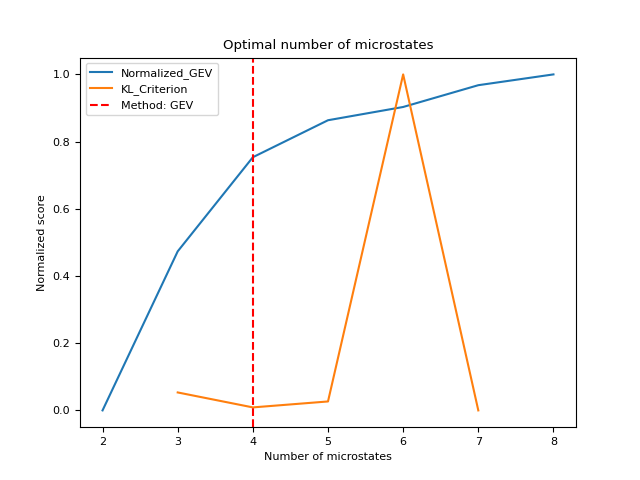 Optimal number of microstates
Normalized_GEV
KL_Criterion
Method: GEV
Normalized score
1.0
0.8
0.6
0.4
0.2
0.0
2 3 4 5 6 7 8
Number of microstates